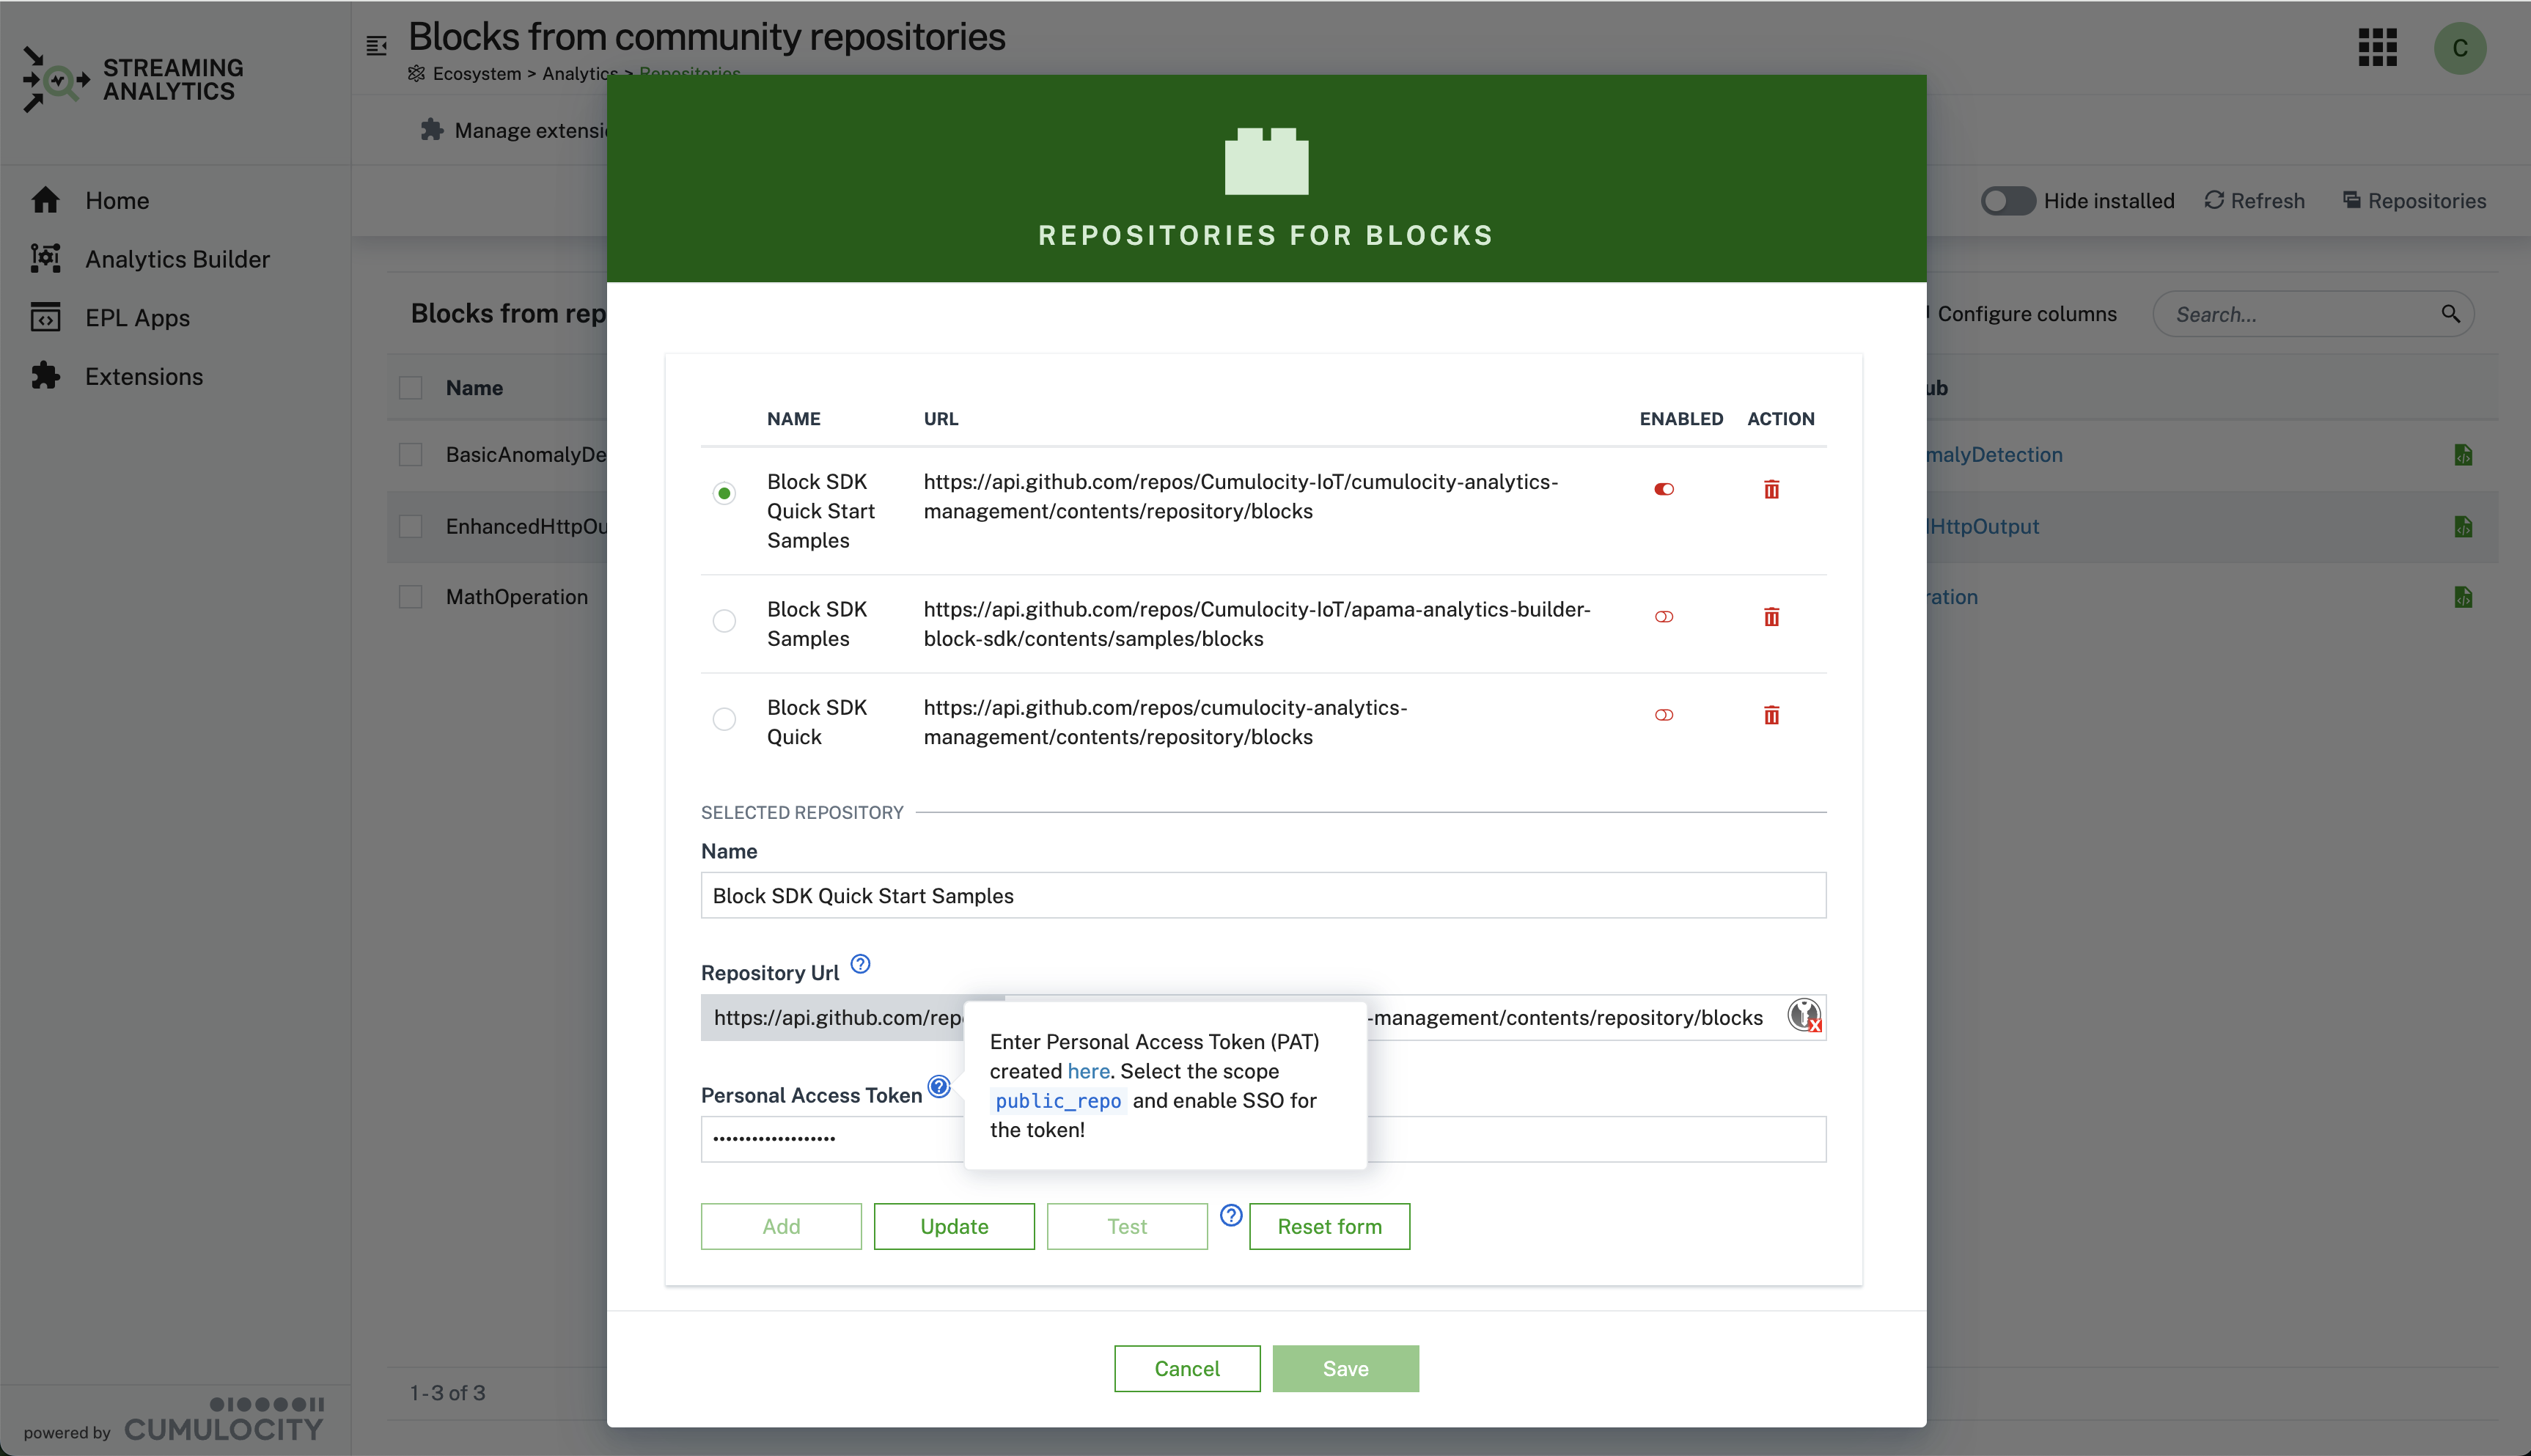 STREAMING
ANALYTICS
Home
Analytics Builder
EPL Apps
Extensions
powered by CUMULOCITY
Blocks from community repositories
Ecosystem > Analytics > Repositories
C
Manage extensi
Hide installed
Refresh
Repositories
Blocks from rep
Configure columns
Search...
Name
ub
BasicAnomalyDe
malyDetection
EnhancedHttpOu
HttpOutput
MathOperation
ration
1 - 3 of 3
REPOSITORIES FOR BLOCKS
NAME URL ENABLED ACTION
Block SDK
Quick Start
Samples
https://api.github.com/repos/Cumulocity-IoT/cumulocity-analytics-
management/contents/repository/blocks
Block SDK
Samples
https://api.github.com/repos/Cumulocity-IoT/apama-analytics-builder-
block-sdk/contents/samples/blocks
Block SDK
Quick
https://api.github.com/repos/cumulocity-analytics-
management/contents/repository/blocks
SELECTED REPOSITORY
Name
Block SDK Quick Start Samples
Repository Url ?
https://api.github.com/rep
-management/contents/repository/blocks
X
Personal Access Token ?
•••••••••••••••••••
Enter Personal Access Token (PAT)
created here. Select the scope
public_repo and enable SSO for
the token!
Add
Update
Test
?
Reset form
Cancel
Save